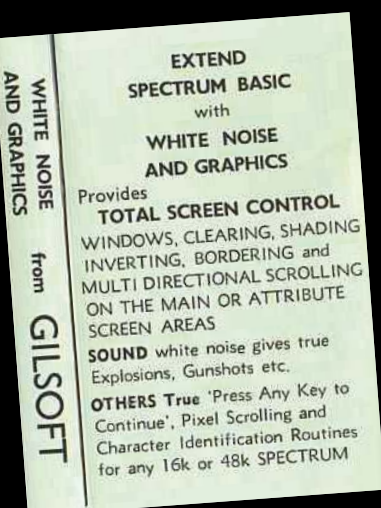 WHITE NOISE
AND GRAPHICS
from GILSOFT
EXTEND
SPECTRUM BASIC
with
WHITE NOISE
AND GRAPHICS
Provides
TOTAL SCREEN CONTROL
WINDOWS, CLEARING, SHADING
INVERTING, BORDERING and
MULTI DIRECTIONAL SCROLLING
ON THE MAIN OR ATTRIBUTE
SCREEN AREAS
SOUND white noise gives true
Explosions, Gunshots etc.
OTHERS True 'Press Any Key to
Continue', Pixel Scrolling and
Character Identification Routines
for any 16k or 48k SPECTRUM